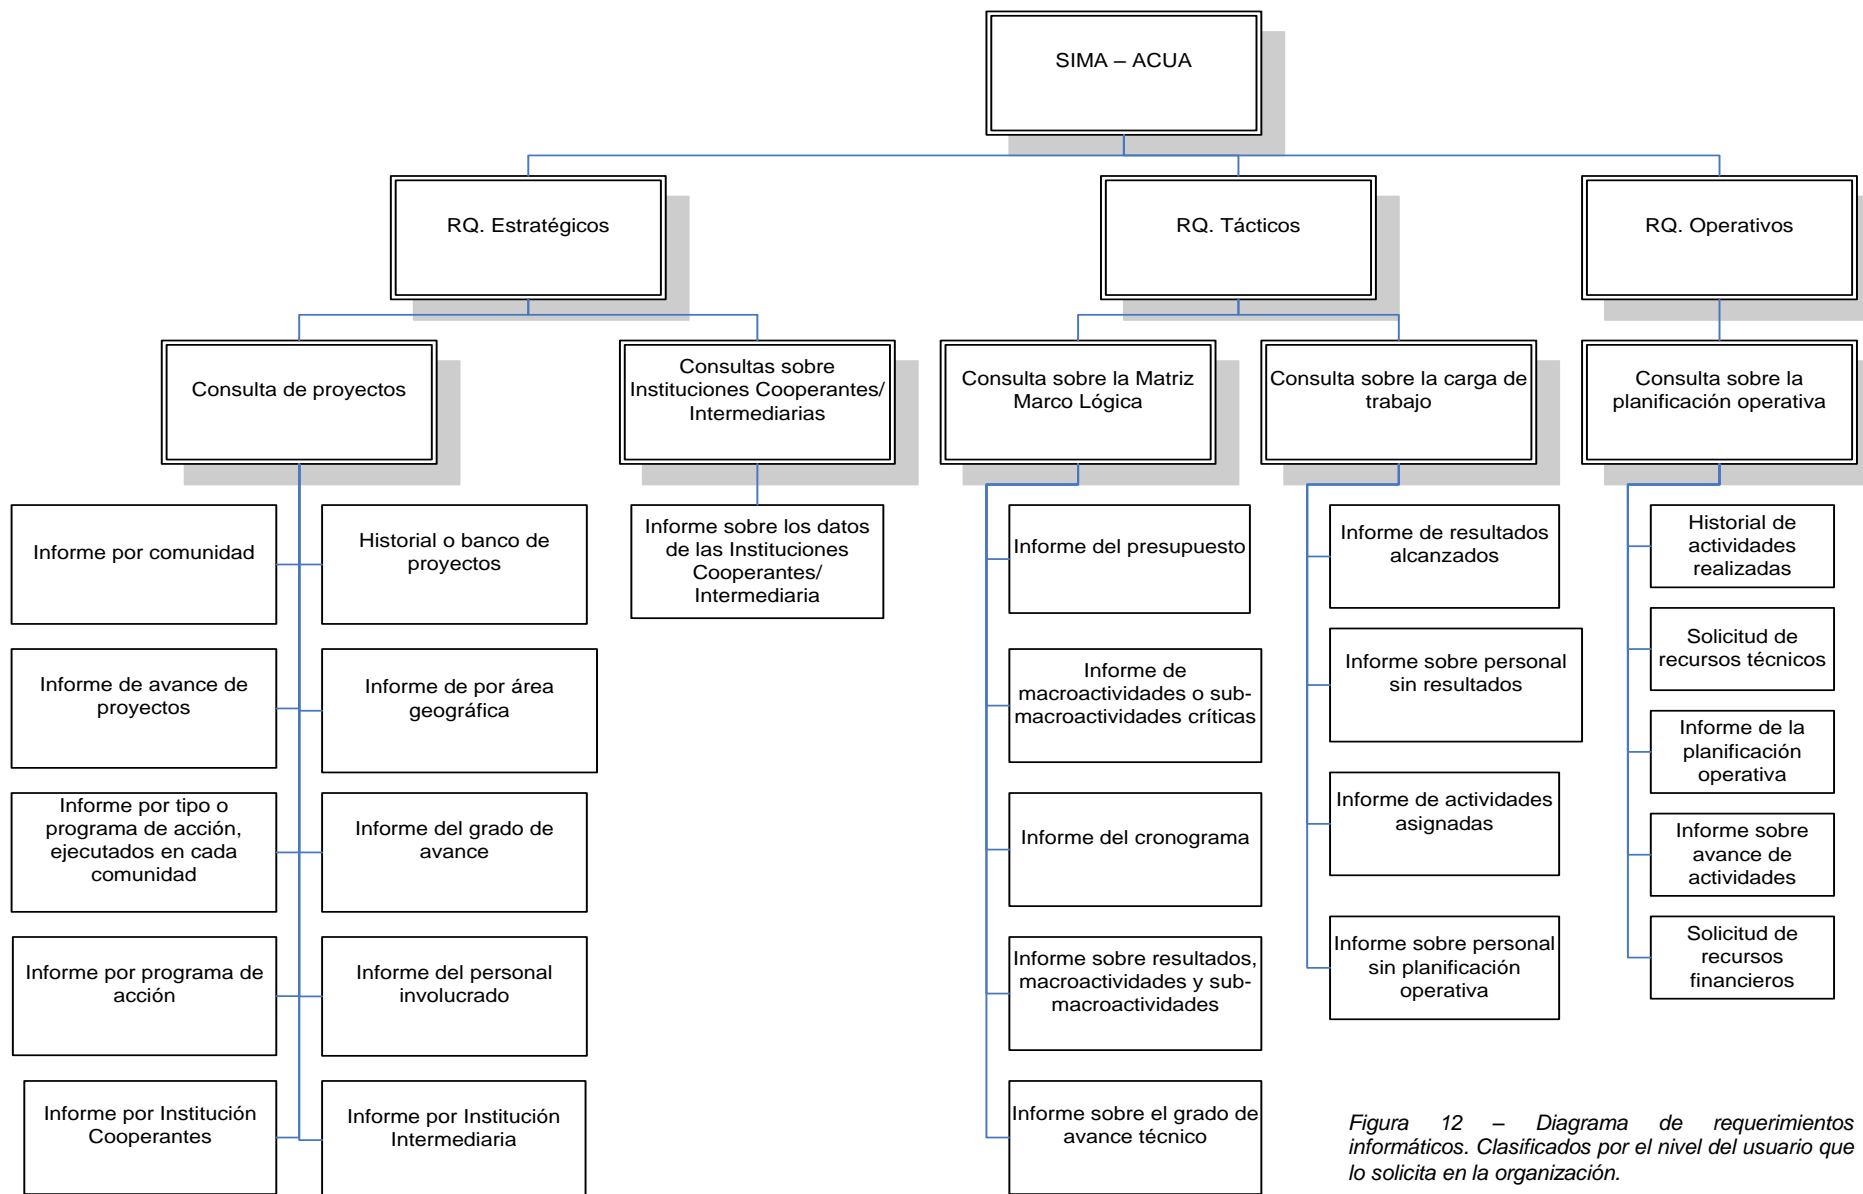 SIMA – ACUA
RQ. Estratégicos
RQ. Tácticos
RQ. Operativos
Consulta de proyectos
Consultas sobre
Instituciones Cooperantes/
Intermediarias
Consulta sobre la Matriz
Marco Lógica
Consulta sobre la carga de
trabajo
Consulta sobre la
planificación operativa
Informe por comunidad
Historial o banco de
proyectos
Informe de avance de
proyectos
Informe de por área
geográfica
Informe por tipo o
programa de acción,
ejecutados en cada
comunidad
Informe del grado de
avance
Informe por programa de
acción
Informe del personal
involucrado
Informe por Institución
Cooperantes
Informe por Institución
Intermediaria
Informe sobre los datos
de las Instituciones
Cooperantes/
Intermediaria
Informe del presupuesto
Informe de
macroactividades o sub-
macroactividades críticas
Informe del cronograma
Informe sobre resultados,
macroactividades y sub-
macroactividades
Informe sobre el grado de
avance técnico
Informe de resultados
alcanzados
Informe sobre personal
sin resultados
Informe de actividades
asignadas
Informe sobre personal
sin planificación
operativa
Historial de
actividades
realizadas
Solicitud de
recursos técnicos
Informe de la
planificación
operativa
Informe sobre
avance de
actividades
Solicitud de
recursos
financieros
Figura 12 – Diagrama de requerimientos
informáticos. Clasificados por el nivel del usuario que
lo solicita en la organización.